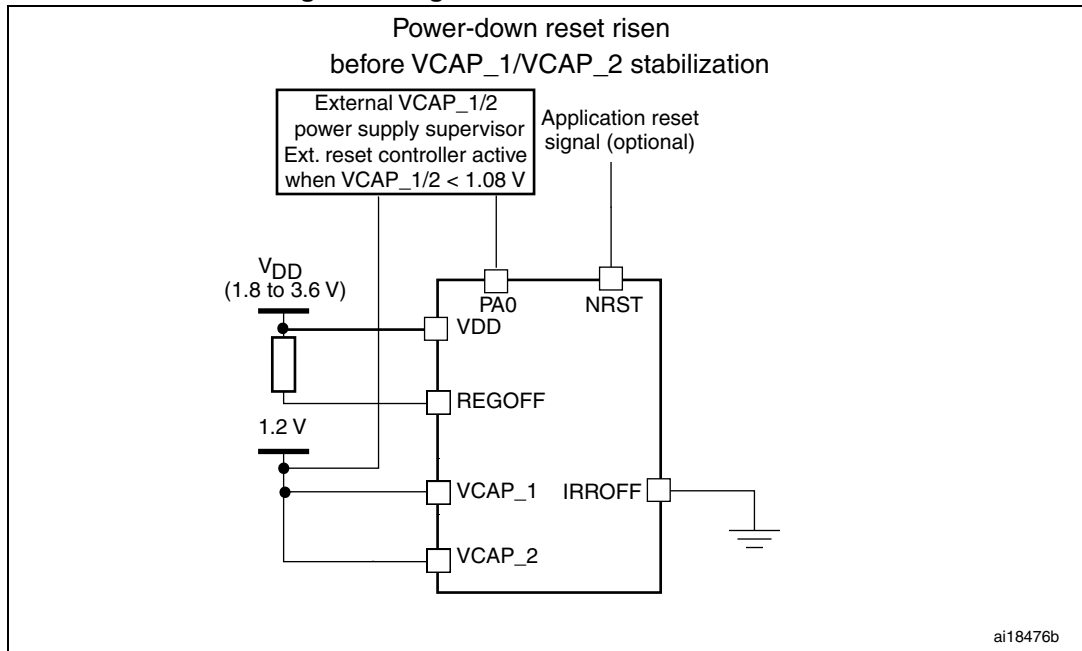 Power-down reset risen
before VCAP_1/VCAP_2 stabilization
External VCAP_1/2
power supply supervisor
Ext. reset controller active
when VCAP_1/2 < 1.08 V
Application reset
signal (optional)
VDD
(1.8 to 3.6 V)
PA0
NRST
VDD
REGOFF
1.2 V
VCAP_1
IRROFF
VCAP_2
ai18476b